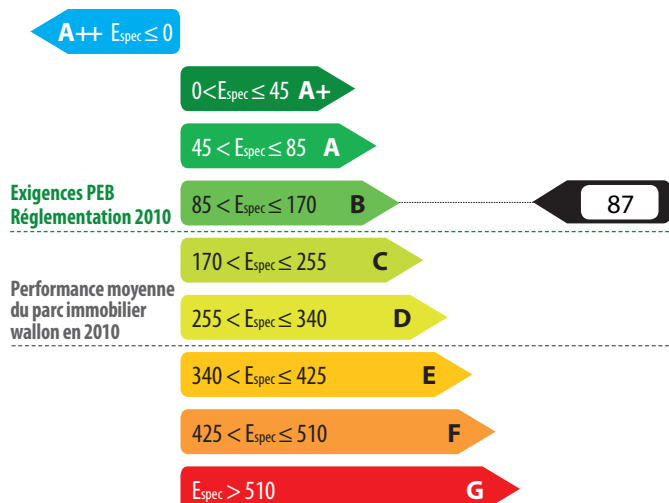 A++ Espec ≤ 0
0<Espec ≤ 45 A+
45 < Espec ≤ 85 A
Exigences PEB
Réglementation 2010
85 < Espec ≤ 170 B
87
170 < Espec ≤ 255 C
Performance moyenne
du parc immobilier
wallon en 2010
255 < Espec ≤ 340 D
340 < Espec ≤ 425 E
425 < Espec ≤ 510 F
Espec > 510 G